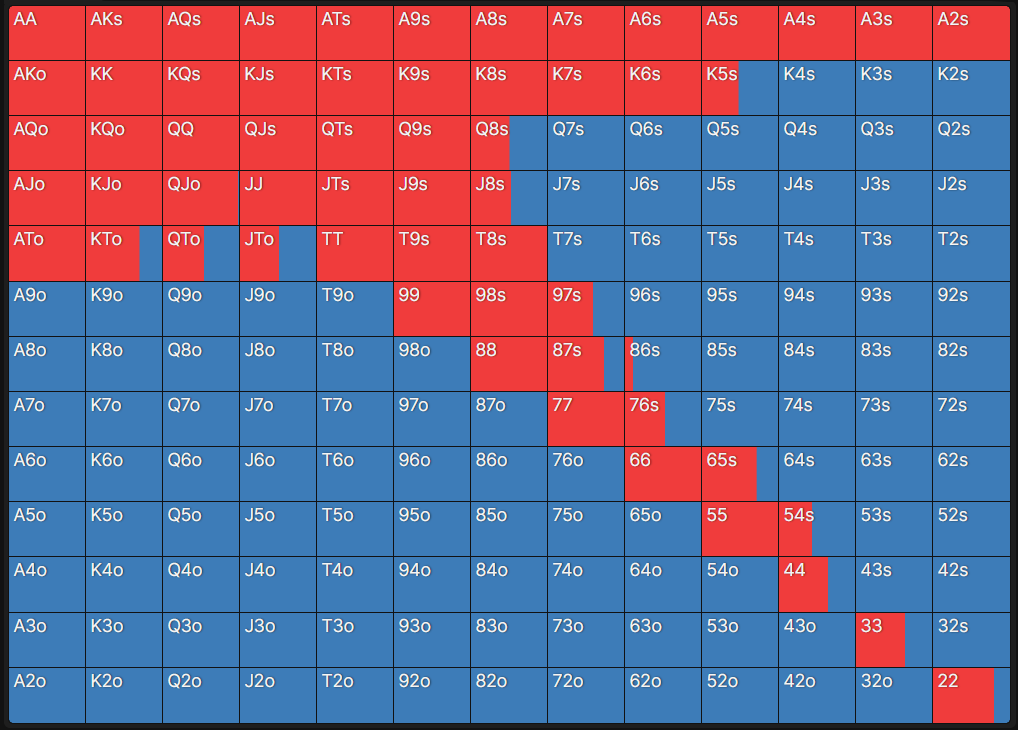 AA AKs AQs AJs ATs A9s A8s A7s A6s A5s A4s A3s A2s
AKo KK KQs KJs KTs K9s K8s K7s K6s K5s K4s K3s K2s
AQo KQo QQ QJs QTs Q9s Q8s Q7s Q6s Q5s Q4s Q3s Q2s
AJo KJo QJo JJ JTs J9s J8s J7s J6s J5s J4s J3s J2s
ATo KTo QTo JTo TT T9s T8s T7s T6s T5s T4s T3s T2s
A9o K9o Q9o J9o T9o 99 98s 97s 96s 95s 94s 93s 92s
A8o K8o Q8o J8o T8o 98o 88 87s 86s 85s 84s 83s 82s
A7o K7o Q7o J7o T7o 97o 87o 77 76s 75s 74s 73s 72s
A6o K6o Q6o J6o T6o 96o 86o 76o 66 65s 64s 63s 62s
A5o K5o Q5o J5o T5o 95o 85o 75o 65o 55 54s 53s 52s
A4o K4o Q4o J4o T4o 94o 84o 74o 64o 54o 44 43s 42s
A3o K3o Q3o J3o T3o 93o 83o 73o 63o 53o 43o 33 32s
A2o K2o Q2o J2o T2o 92o 82o 72o 62o 52o 42o 32o 22